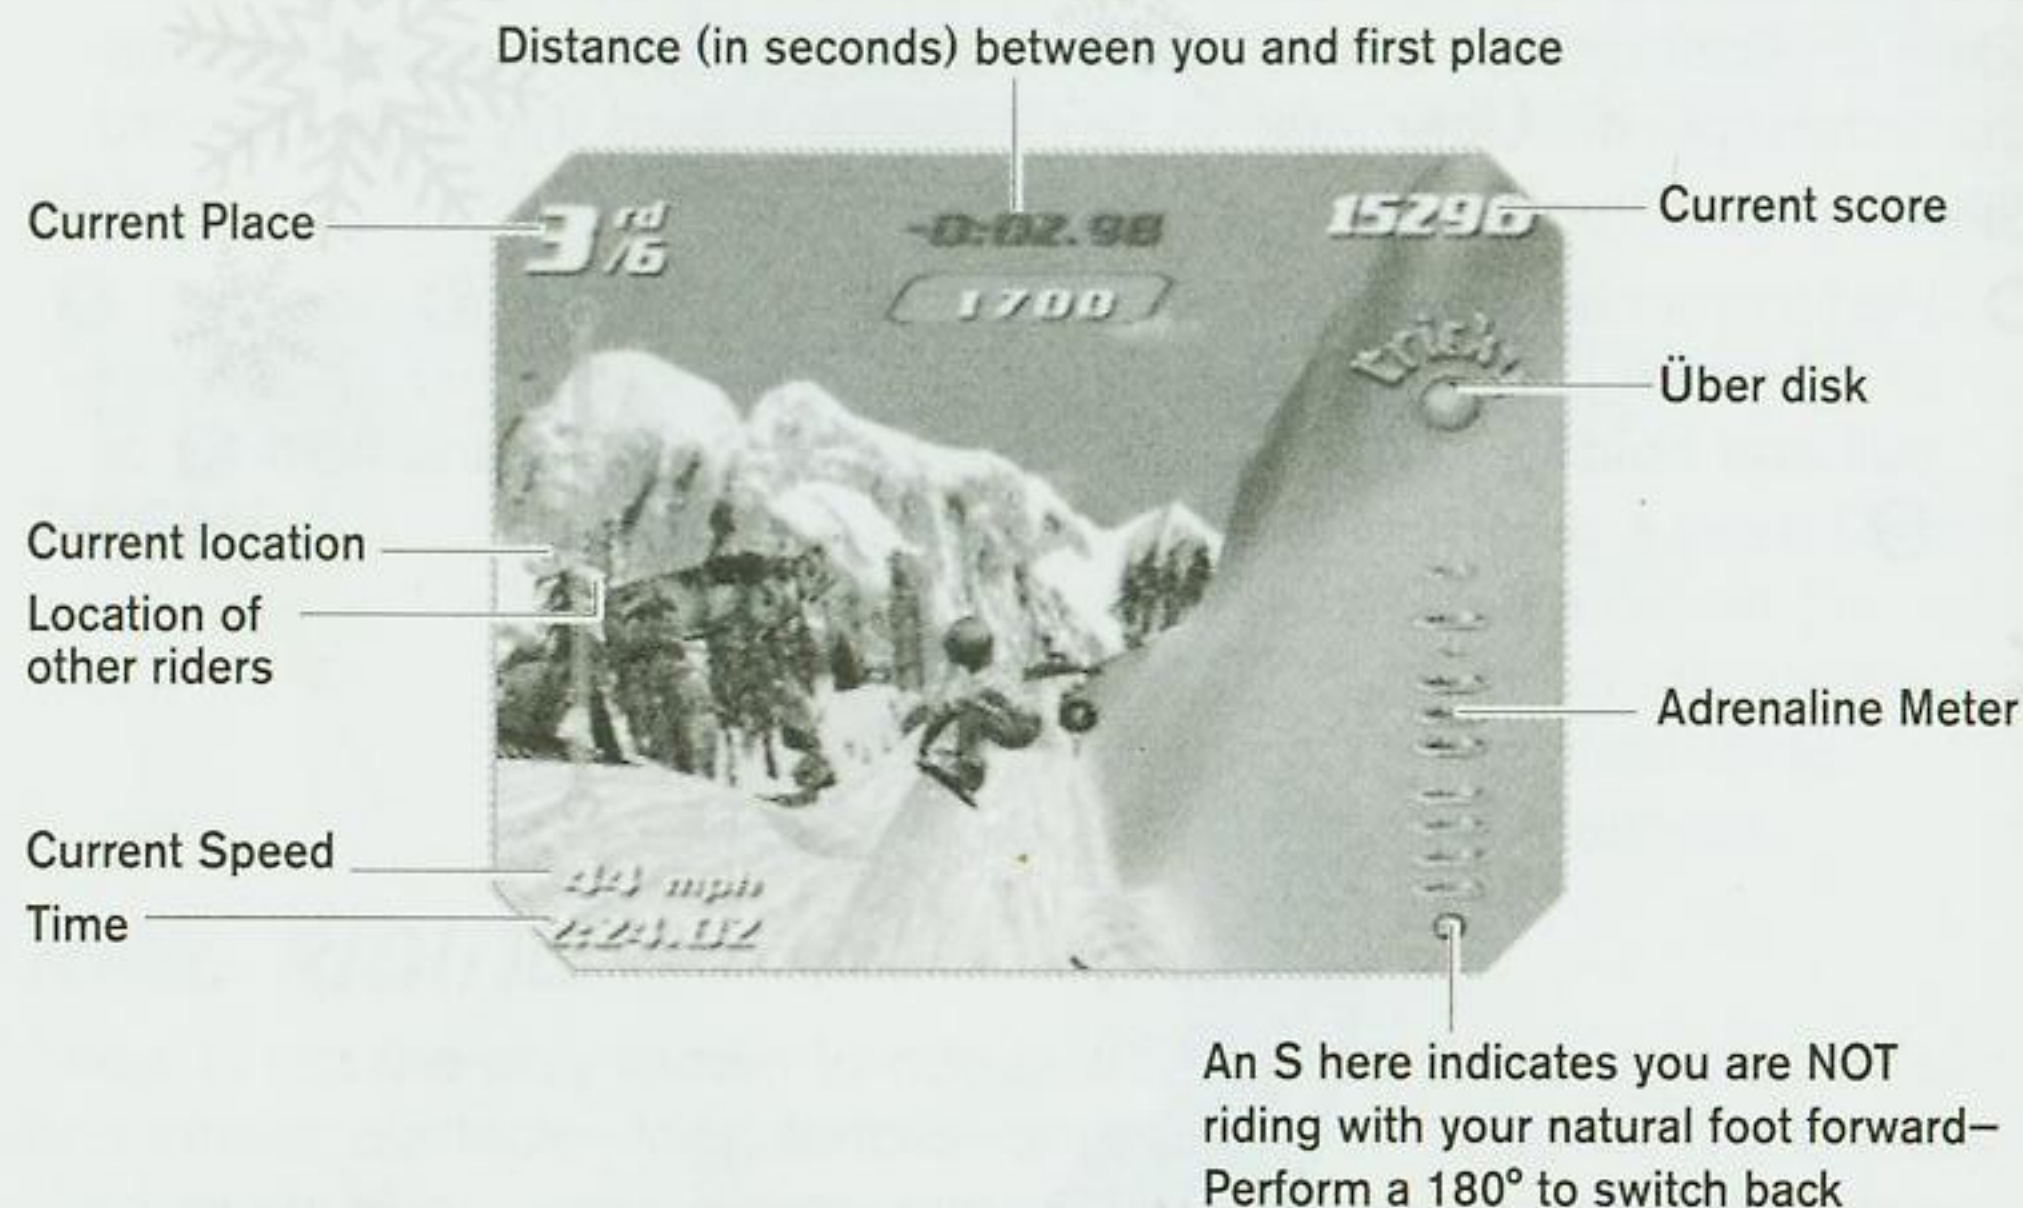 Distance (in seconds) between you and first place
Current Place
3rd/6
-0:02.98
15296
Current score
1700
tricky
Über disk
Current location
Location of
other riders
Adrenaline Meter
Current Speed
44 mph
Time
2:24.02
An S here indicates you are NOT
riding with your natural foot forward–
Perform a 180° to switch back